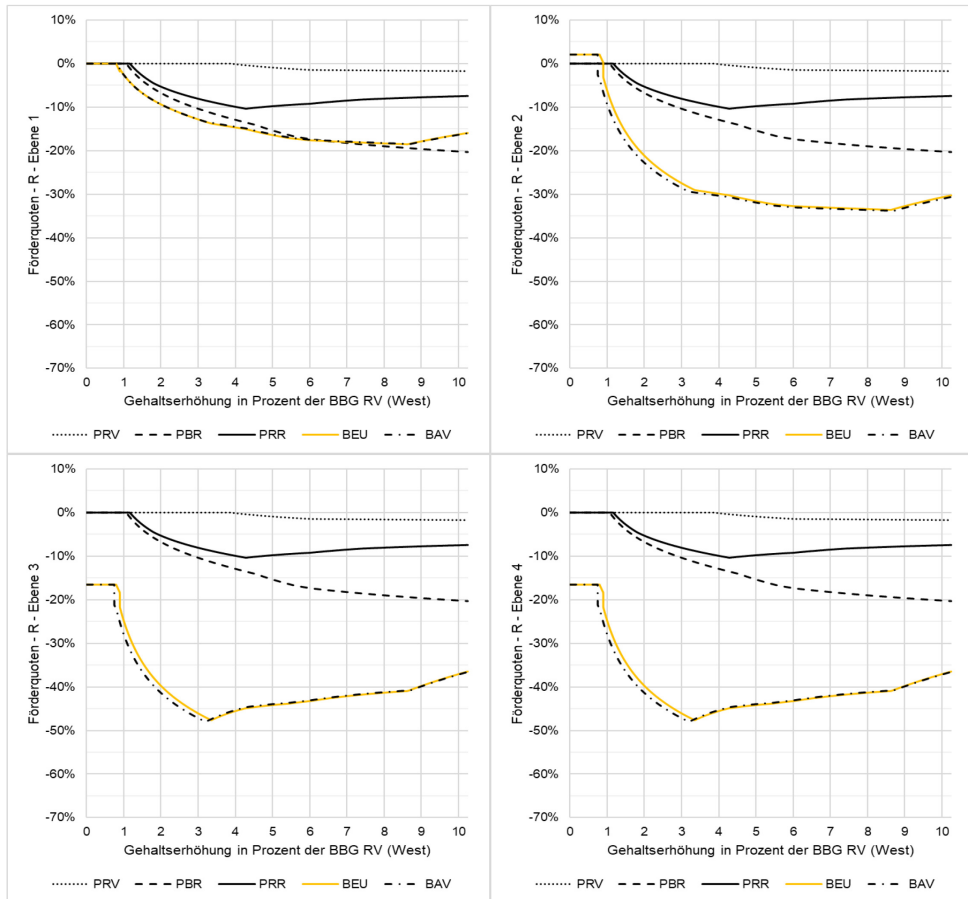 10%
0%
-10%
-20%
-30%
-40%
-50%
-60%
-70%
Förderquoten - R - Ebene 1
0 1 2 3 4 5 6 7 8 9 10
Gehaltserhöhung in Prozent der BBG RV (West)
PRV PBR PRR BEU BAV
10%
0%
-10%
-20%
-30%
-40%
-50%
-60%
-70%
Förderquoten - R - Ebene 2
0 1 2 3 4 5 6 7 8 9 10
Gehaltserhöhung in Prozent der BBG RV (West)
PRV PBR PRR BEU BAV
10%
0%
-10%
-20%
-30%
-40%
-50%
-60%
-70%
Förderquoten - R - Ebene 3
0 1 2 3 4 5 6 7 8 9 10
Gehaltserhöhung in Prozent der BBG RV (West)
PRV PBR PRR BEU BAV
10%
0%
-10%
-20%
-30%
-40%
-50%
-60%
-70%
Förderquoten - R - Ebene 4
0 1 2 3 4 5 6 7 8 9 10
Gehaltserhöhung in Prozent der BBG RV (West)
PRV PBR PRR BEU BAV